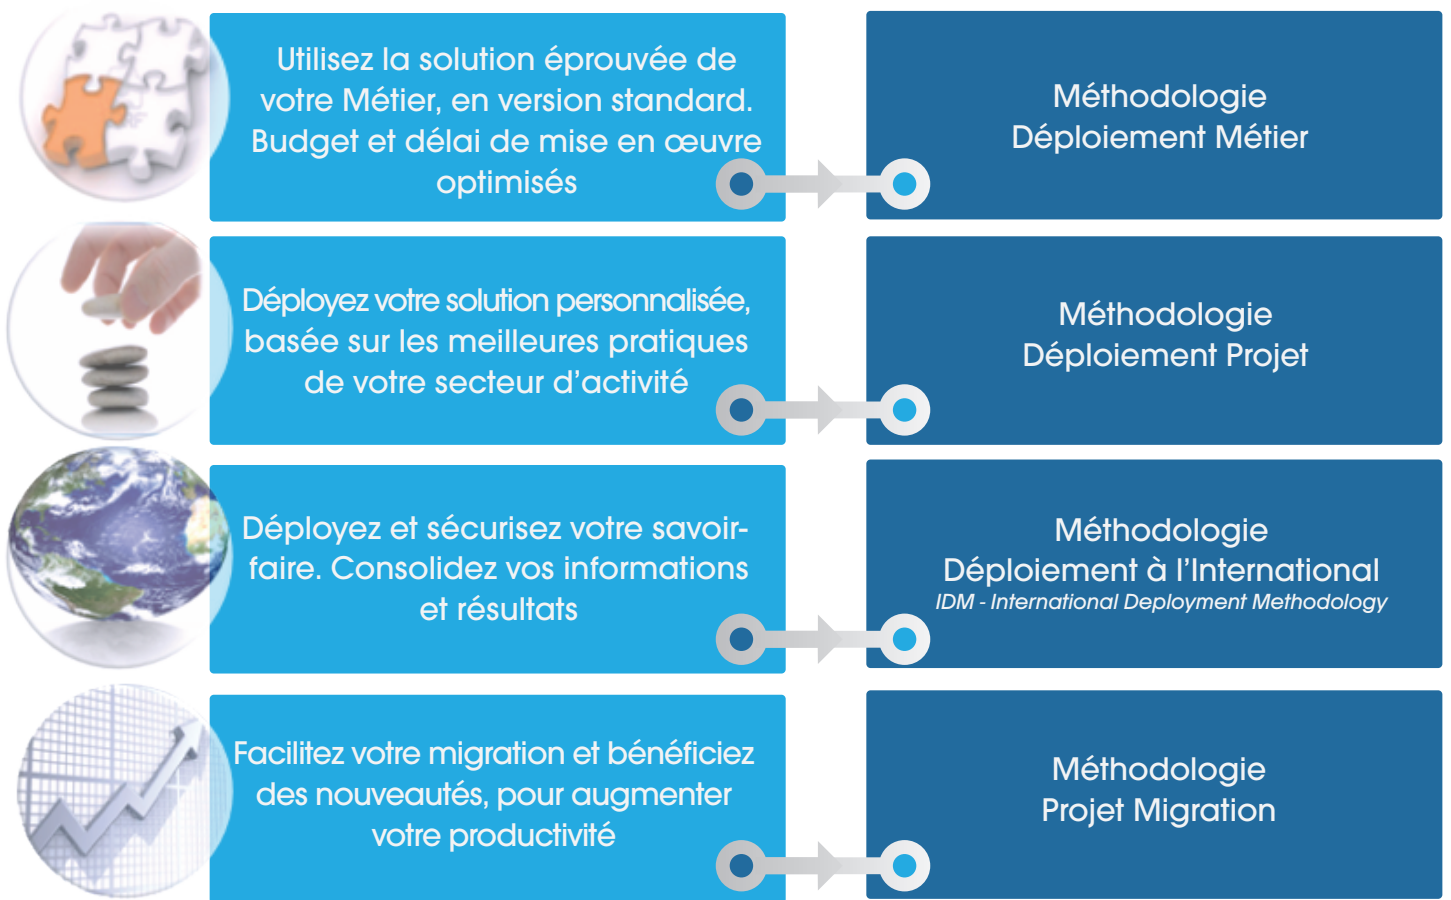 Utilisez la solution éprouvée de
votre Métier, en version standard.
Budget et délai de mise en œuvre
optimisés
Méthodologie
Déploiement Métier
Déployez votre solution personnalisée,
basée sur les meilleures pratiques
de votre secteur d’activité
Méthodologie
Déploiement Projet
Déployez et sécurisez votre savoir-
faire. Consolidez vos informations
et résultats
Méthodologie
Déploiement à l’International
IDM - International Deployment Methodology
Facilitez votre migration et bénéficiez
des nouveautés, pour augmenter
votre productivité
Méthodologie
Projet Migration